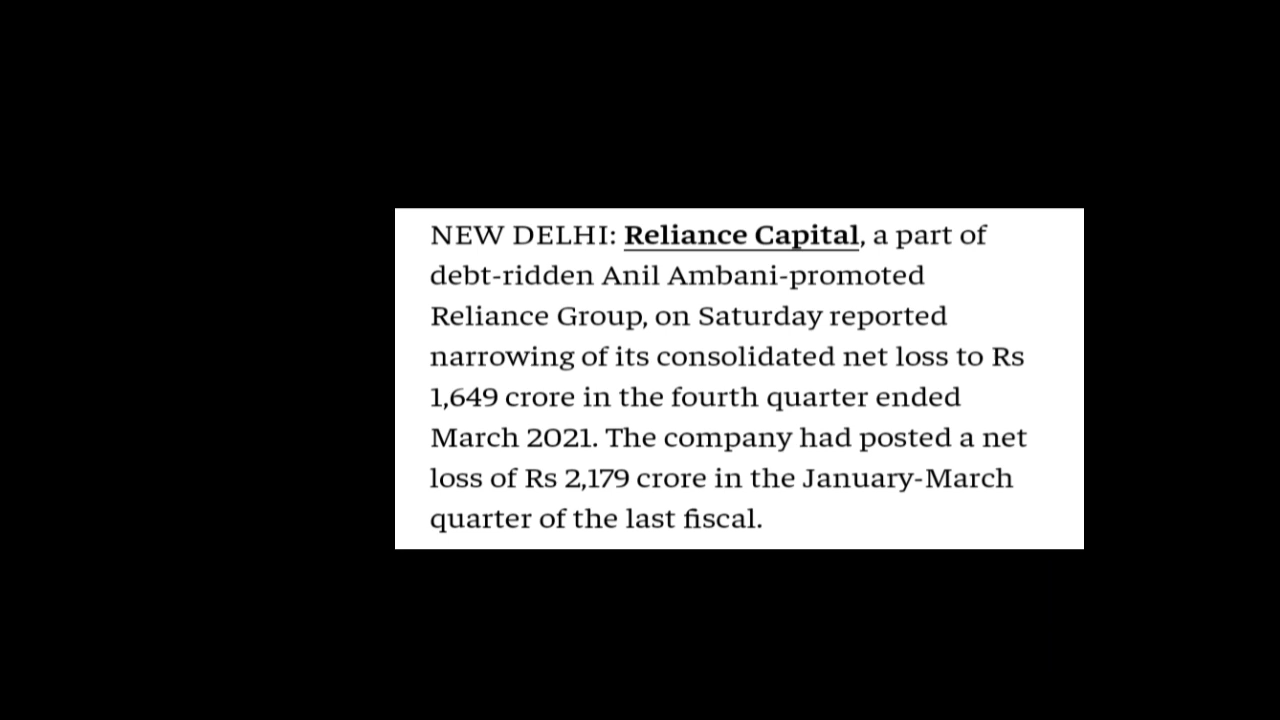 NEW DELHI: Reliance Capital, a part of
debt-ridden Anil Ambani-promoted
Reliance Group, on Saturday reported
narrowing of its consolidated net loss to Rs
1,649 crore in the fourth quarter ended
March 2021. The company had posted a net
loss of Rs 2,179 crore in the January-March
quarter of the last fiscal.